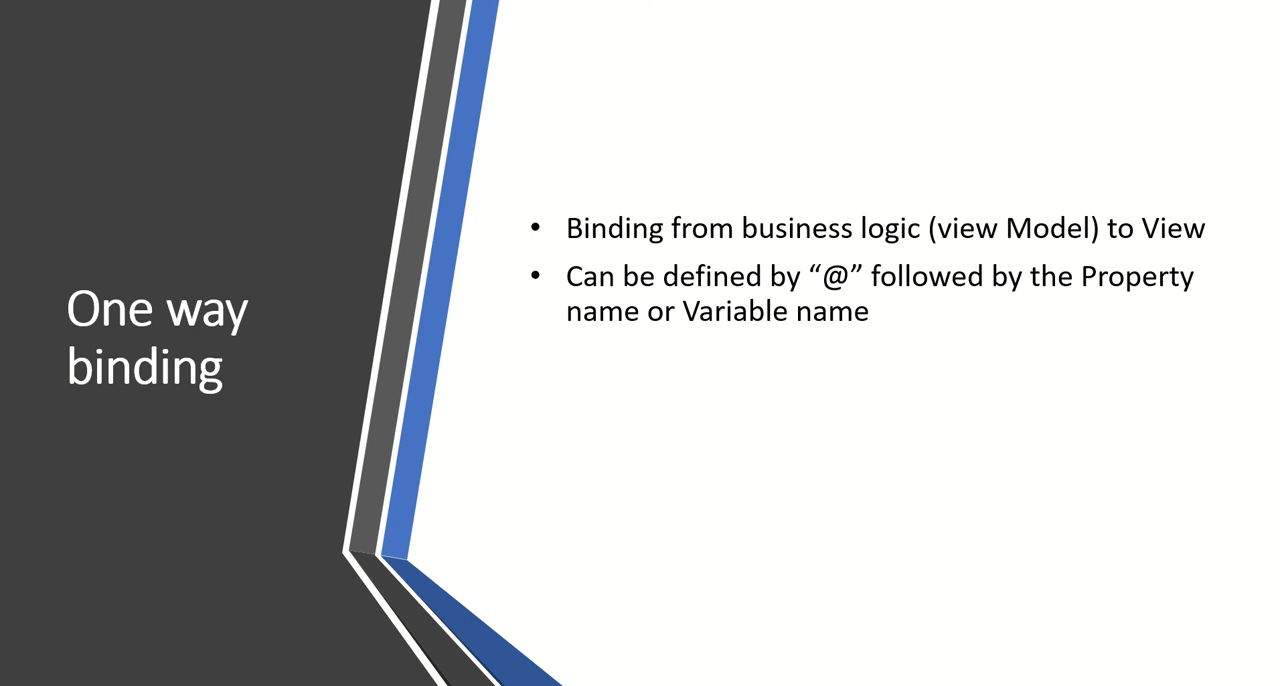 One way
binding
• Binding from business logic (view Model) to View
• Can be defined by “@” followed by the Property
name or Variable name